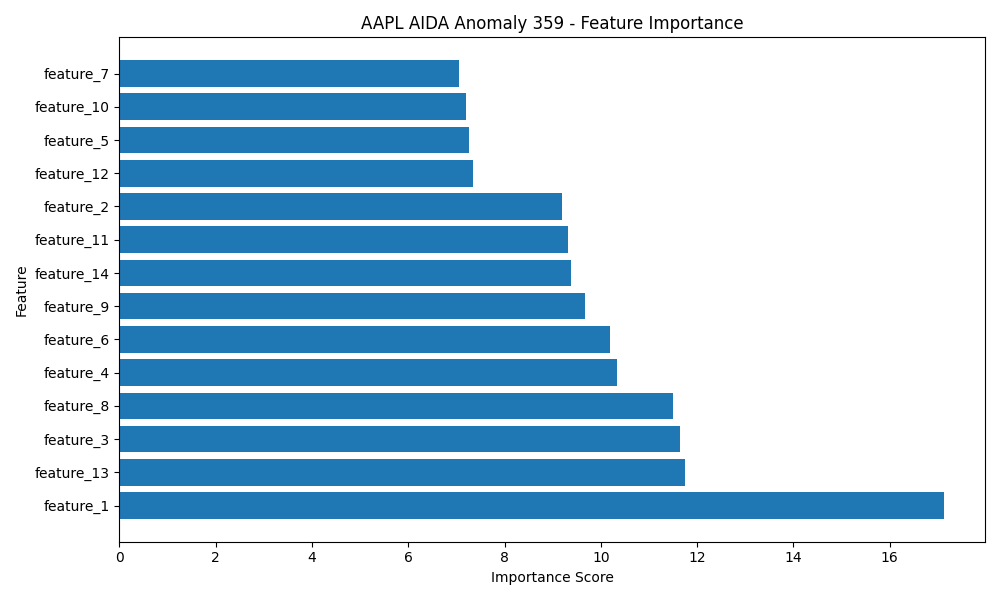 AAPL AIDA Anomaly 359 - Feature Importance
feature_7
feature_10
feature_5
feature_12
feature_2
feature_11
feature_14
feature_9
feature_6
feature_4
feature_8
feature_3
feature_13
feature_1
Feature
0 2 4 6 8 10 12 14 16
Importance Score